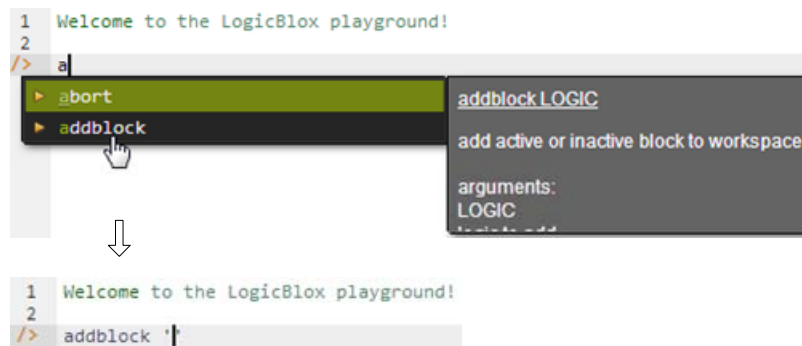 1 Welcome to the LogicBlox playground!
2
/> a
abort
addblock
addblock LOGIC
add active or inactive block to workspace
arguments:
LOGIC
1 Welcome to the LogicBlox playground!
2
/> addblock ''